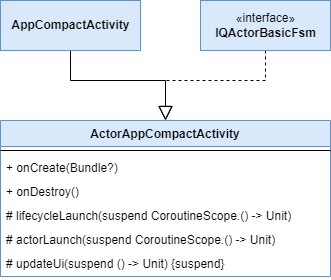 AppCompactActivity
«interface»
IQActorBasicFsm
ActorAppCompactActivity
+ onCreate(Bundle?)
+ onDestroy()
# lifecycleLaunch(suspend CoroutineScope.() -> Unit)
# actorLaunch(suspend CoroutineScope.() -> Unit)
# updateUi(suspend () -> Unit) {suspend}